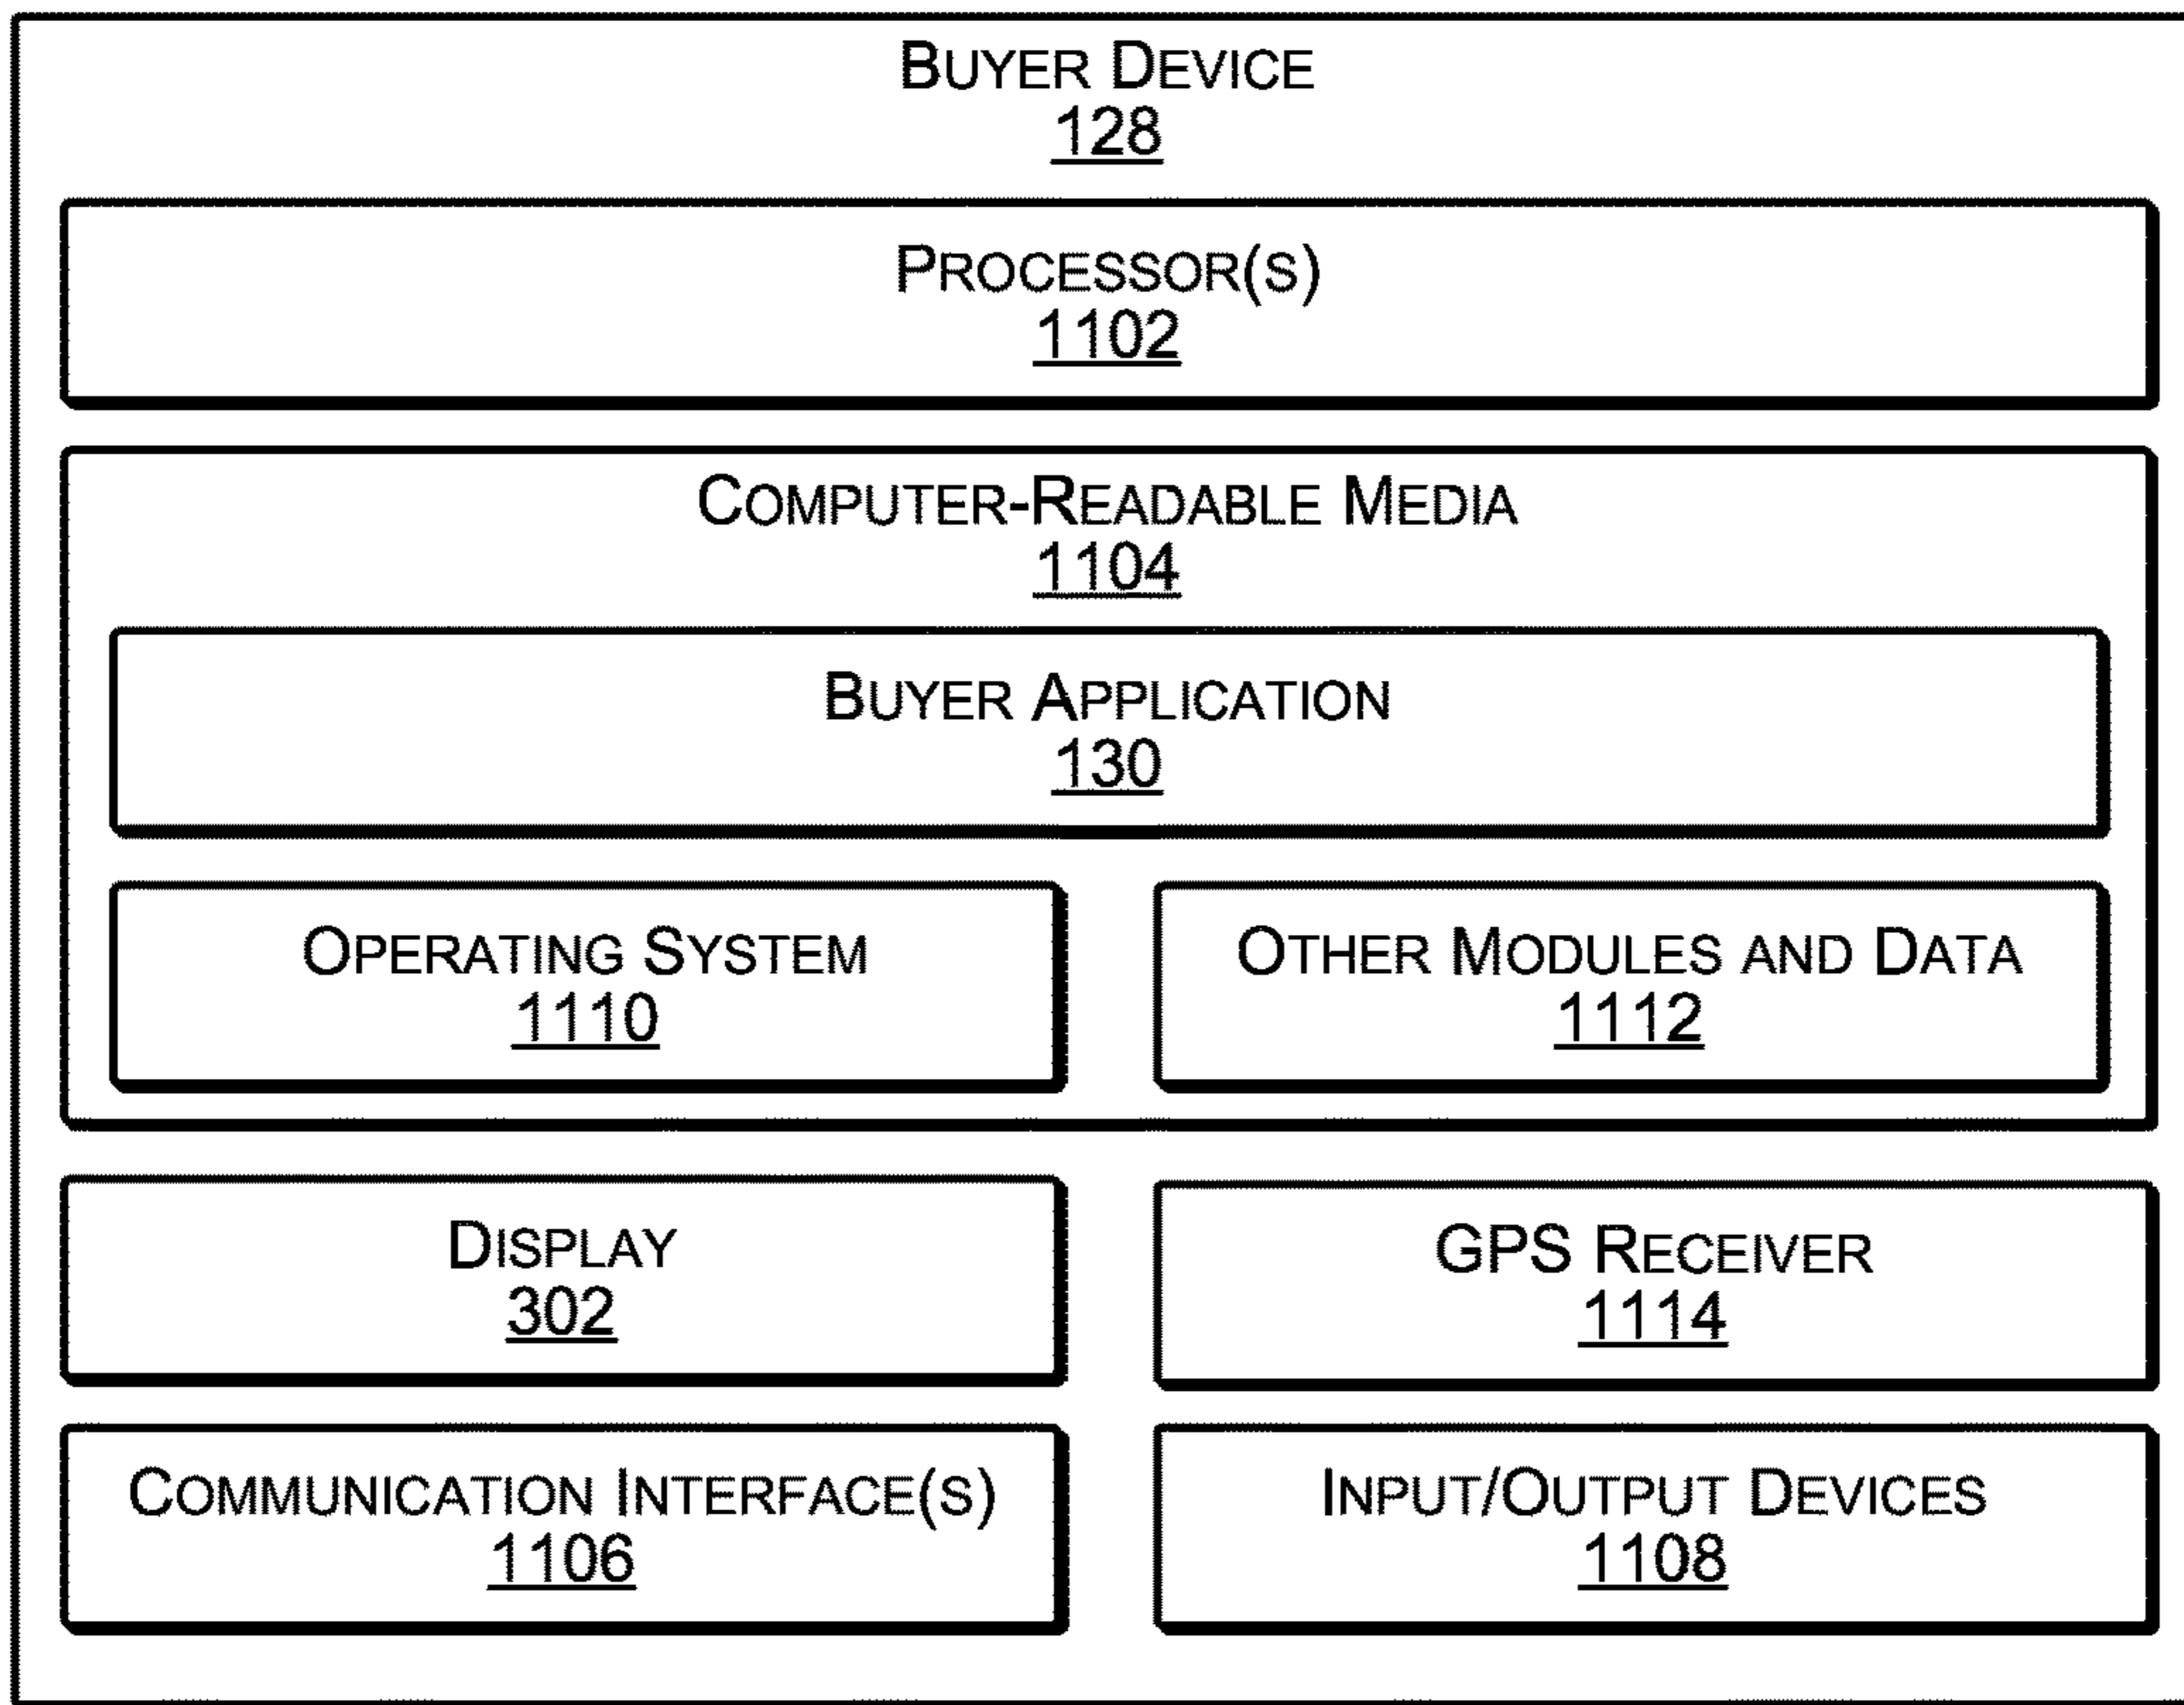 BUYER DEVICE
128
PROCESSOR(S)
1102
COMPUTER-READABLE MEDIA
1104
BUYER APPLICATION
130
OPERATING SYSTEM
1110
OTHER MODULES AND DATA
1112
DISPLAY
302
GPS RECEIVER
1114
COMMUNICATION INTERFACE(S)
1106
INPUT/OUTPUT DEVICES
1108